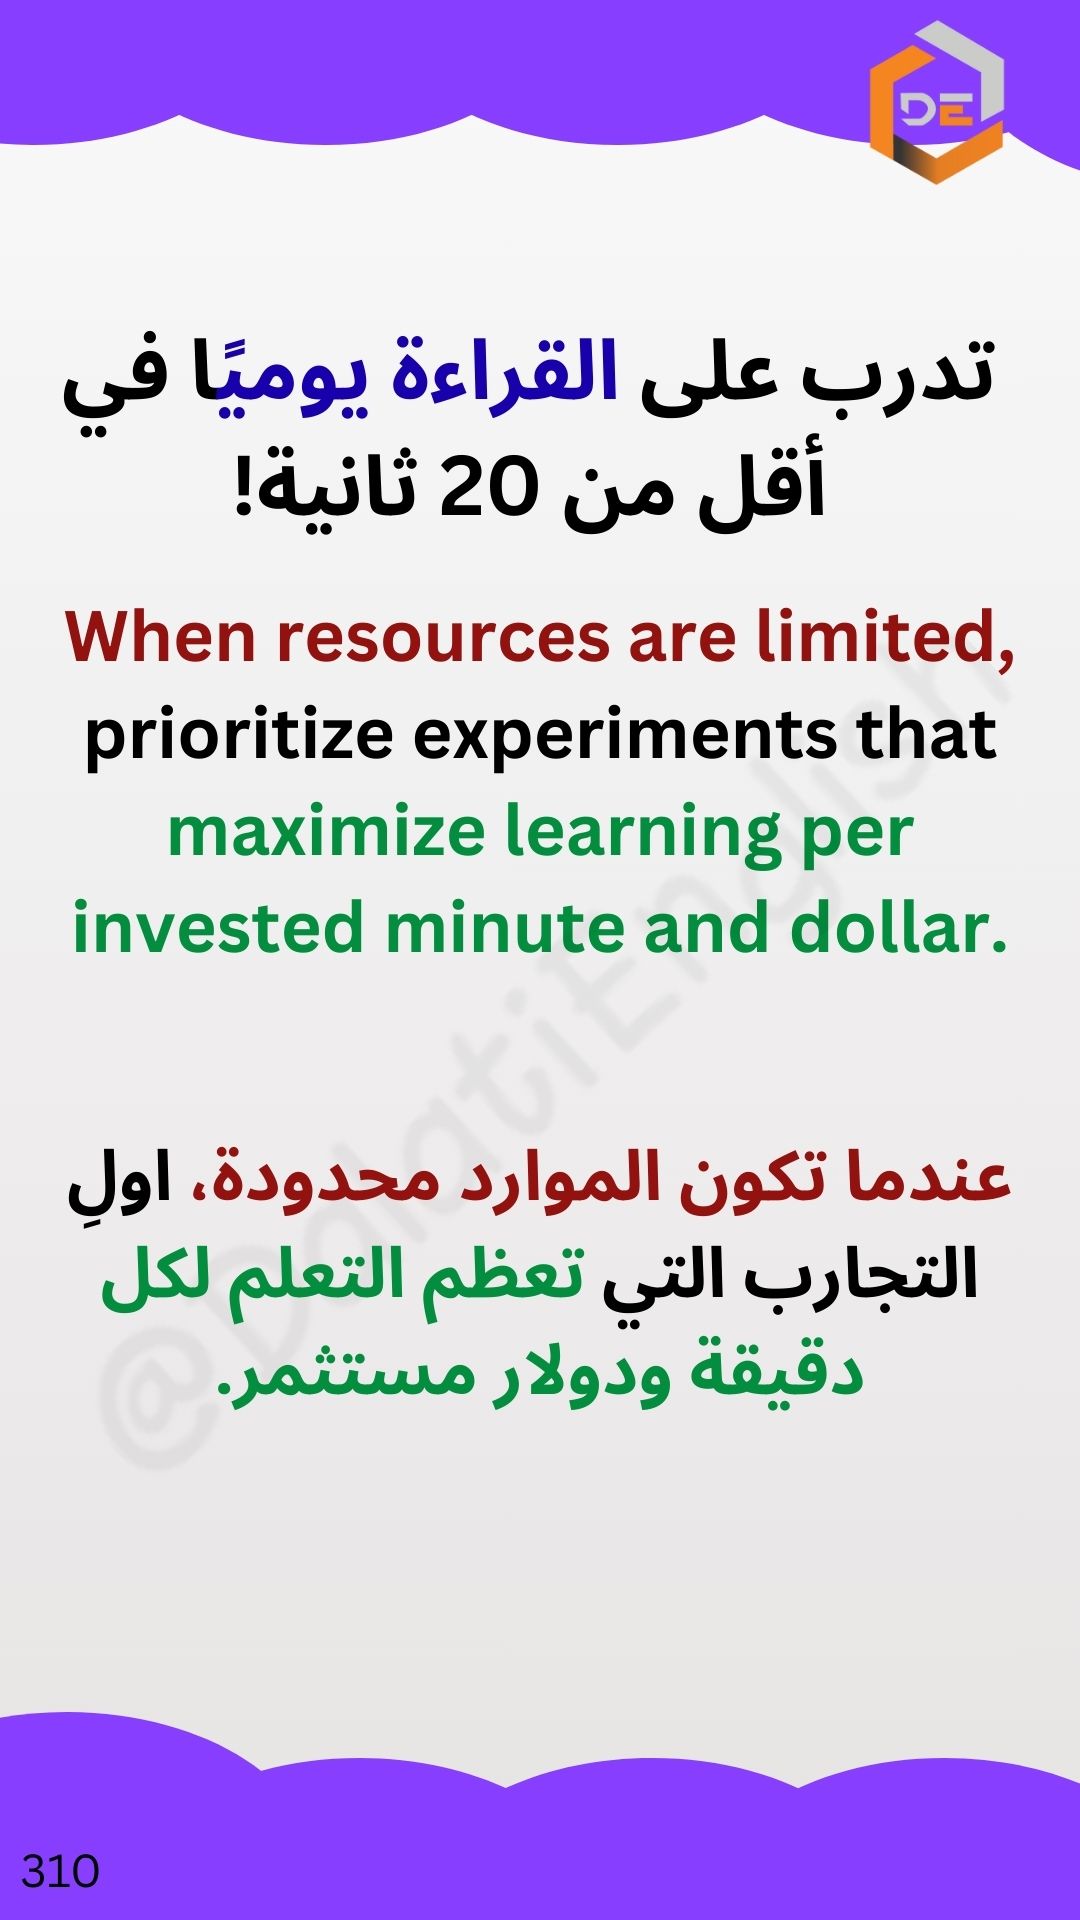 DE
تدرب على القراءة يوميًا في
أقل من 20 ثانية!
When resources are limited,
prioritize experiments that
maximize learning per
invested minute and dollar.
عندما تكون الموارد محدودة، اولِ
التجارب التي تعظم التعلم لكل
دقيقة ودولار مستثمر.
@DalatiEnglish
310